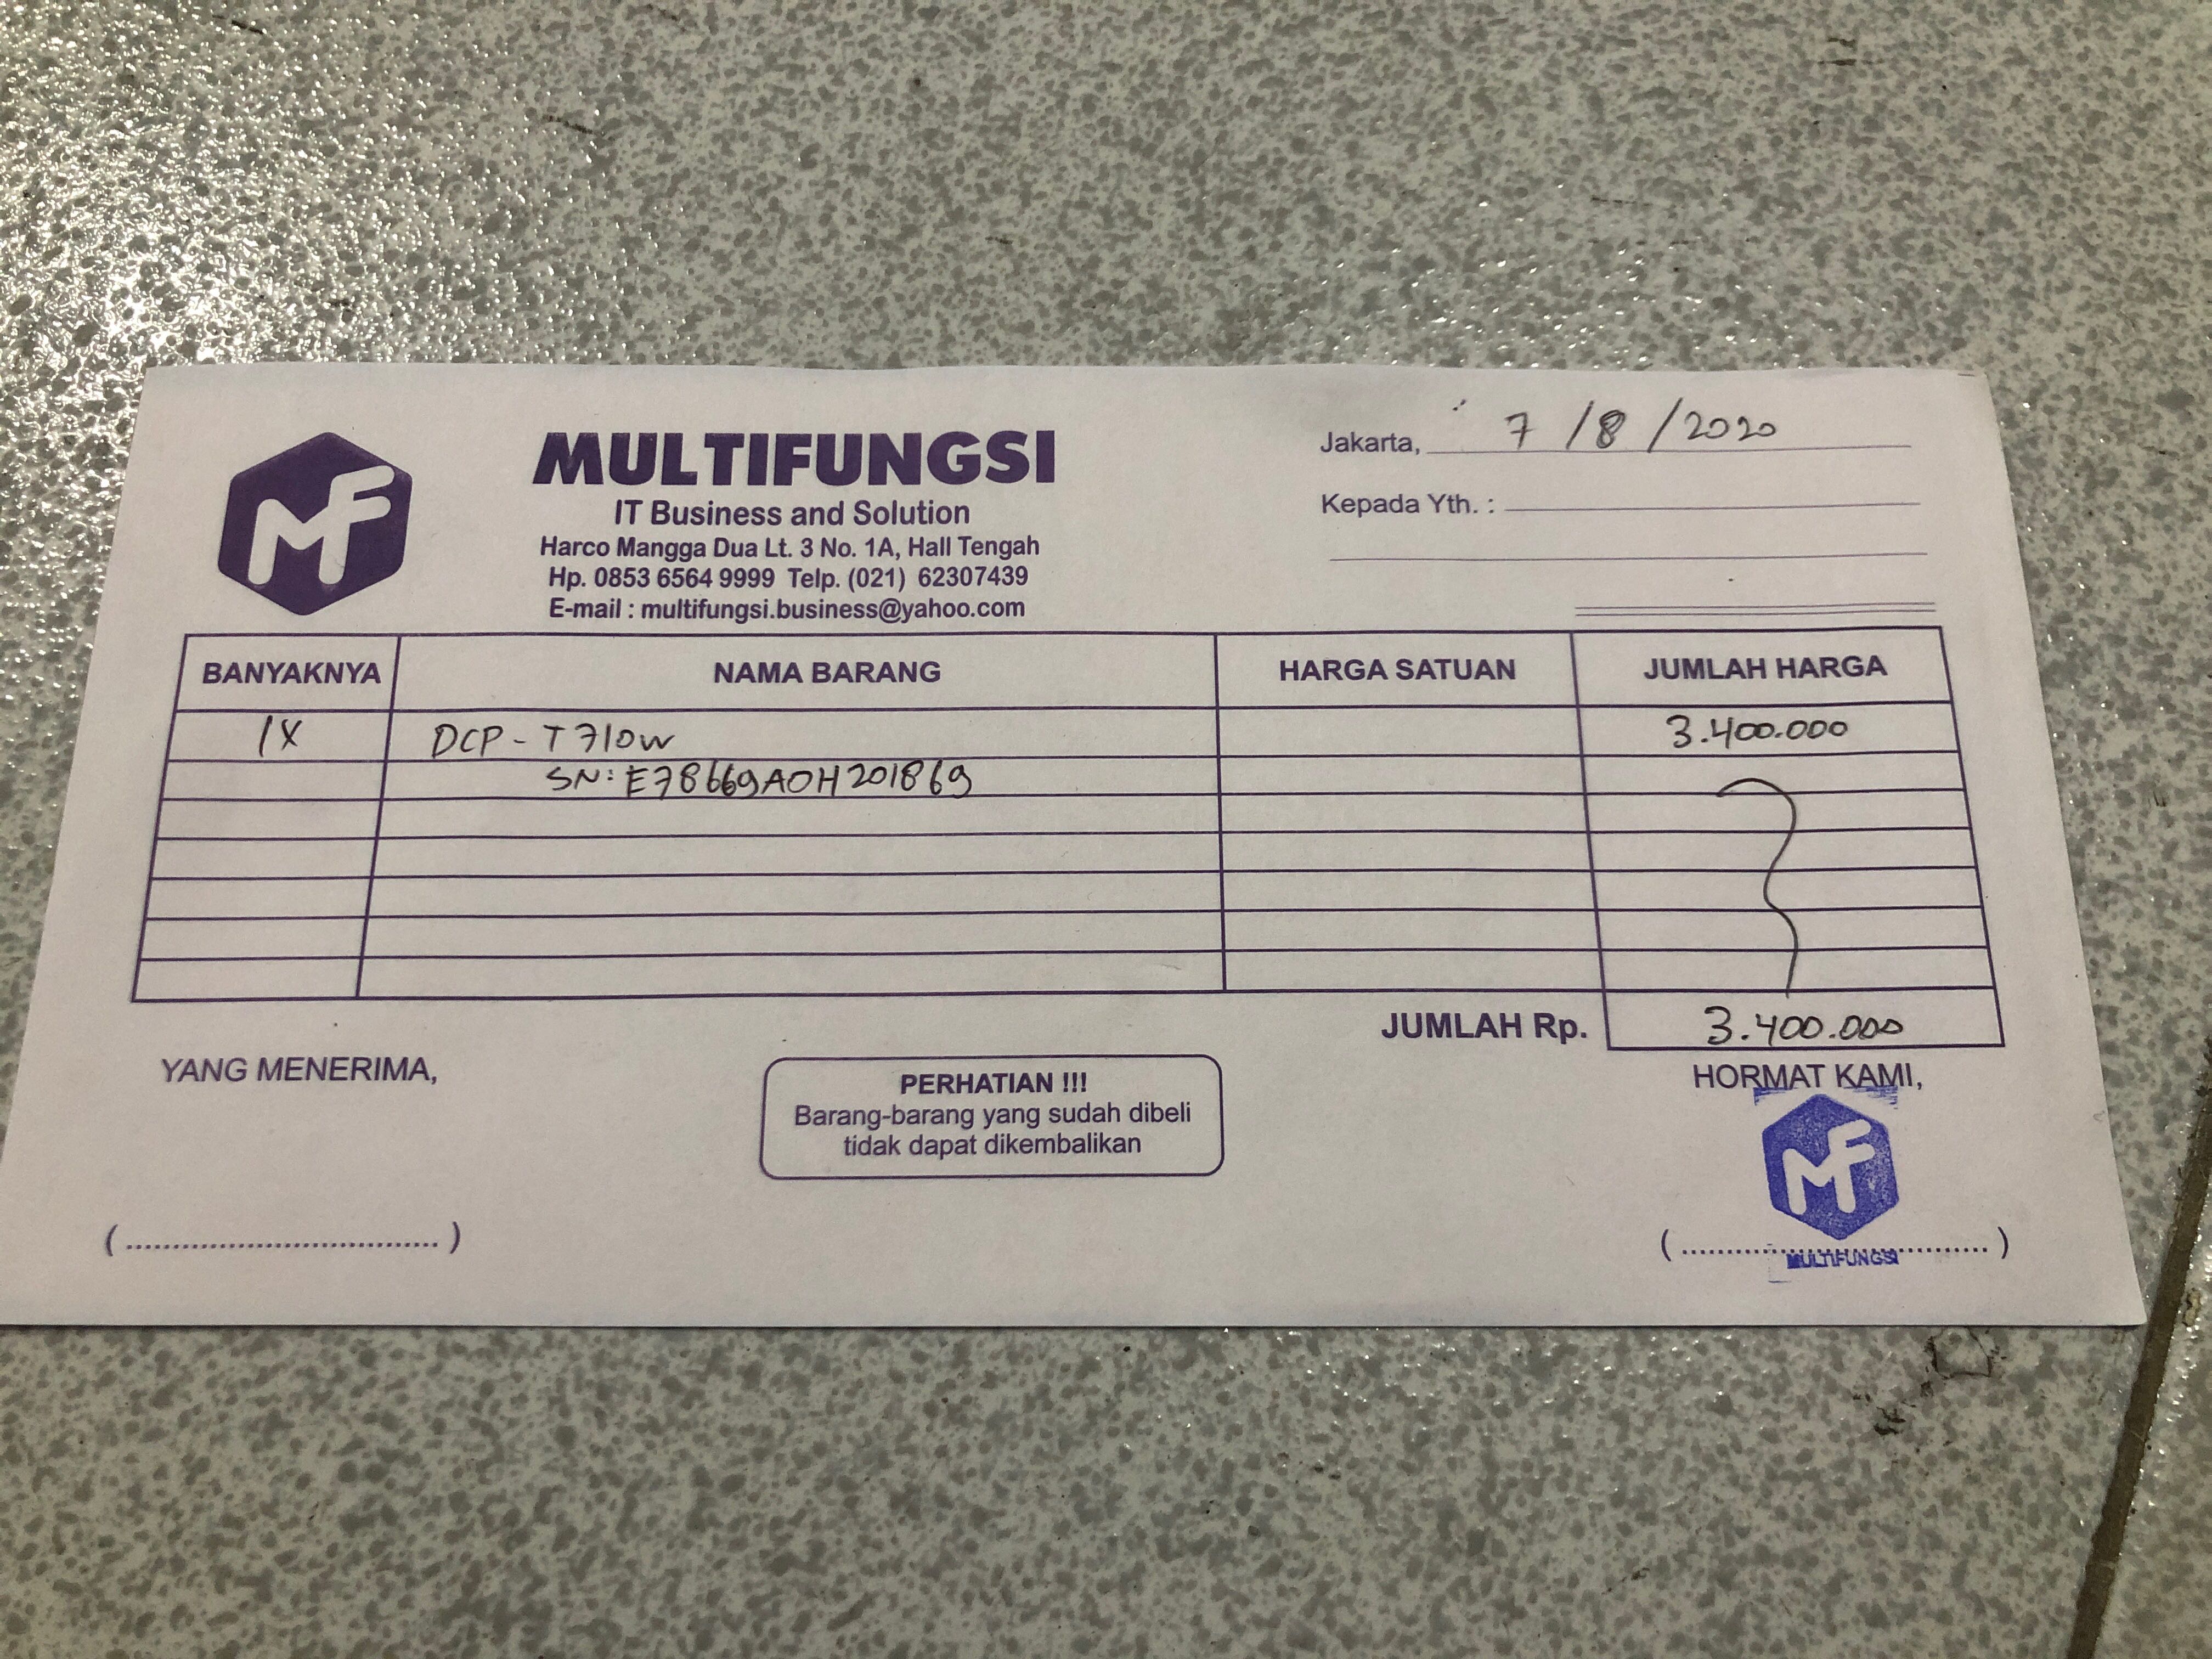 MF
MULTIFUNGSI
IT Business and Solution
Harco Mangga Dua Lt. 3 No. 1A, Hall Tengah
Hp. 0853 6564 9999 Telp. (021) 62307439
E-mail : multifungsi.business@yahoo.com
Jakarta, 7/8/2020
Kepada Yth. :
BANYAKNYA NAMA BARANG HARGA SATUAN JUMLAH HARGA
1X DCP-T710W 3.400.000
SN: E78669A0H201869
JUMLAH Rp. 3.400.000
YANG MENERIMA,
(....................................)
PERHATIAN !!!
Barang-barang yang sudah dibeli
tidak dapat dikembalikan
HORMAT KAMI,
MF
(....................................)
MULTIFUNGSI